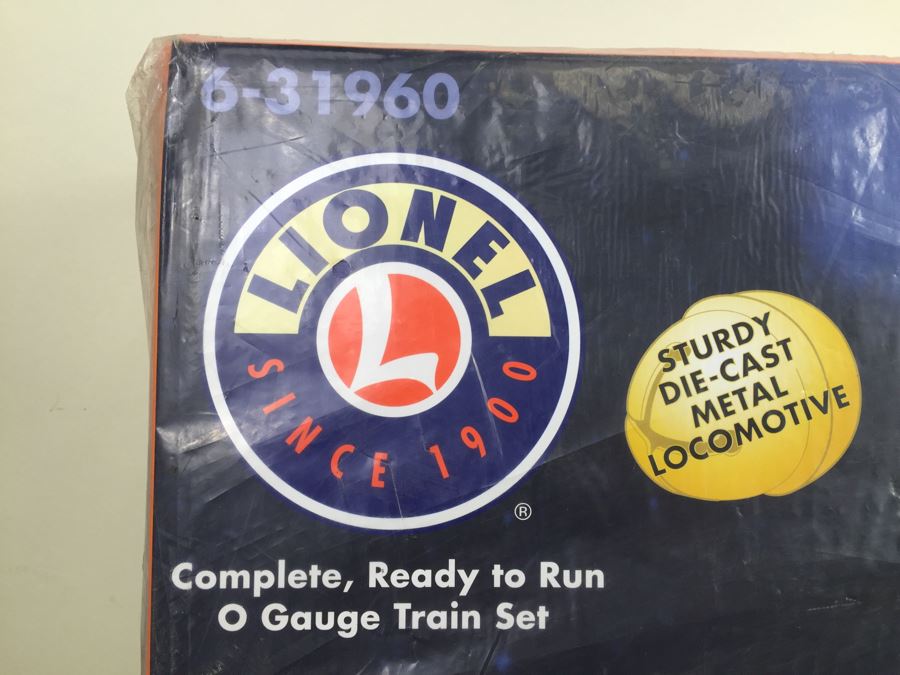 6-31960
LIONEL
L
SINCE 1900
®
STURDY
DIE-CAST
METAL
LOCOMOTIVE
Complete, Ready to Run
O Gauge Train Set